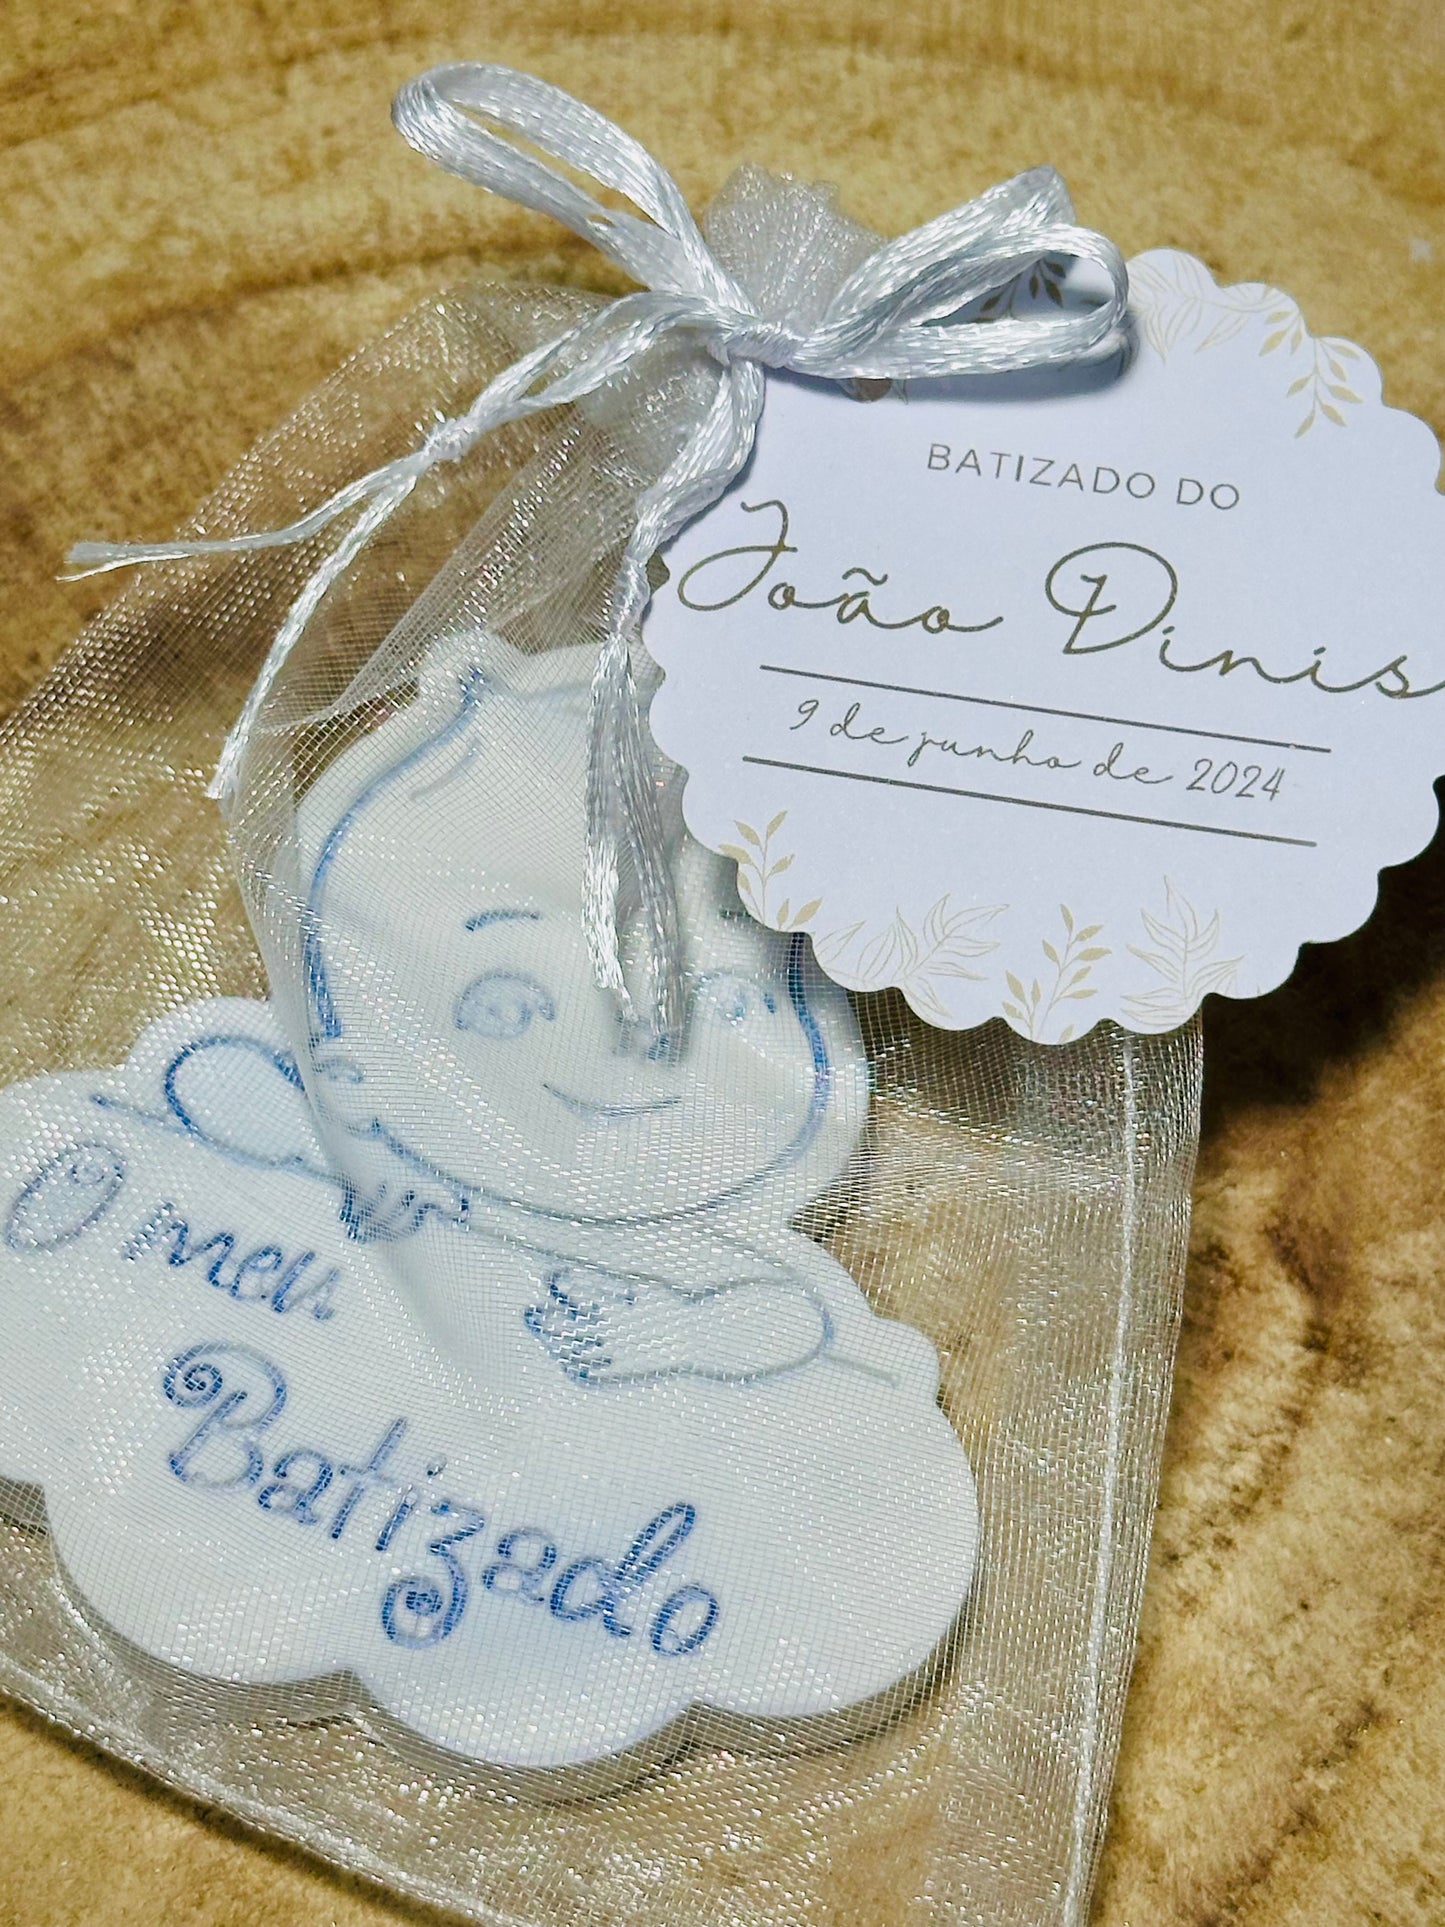 BATIZADO DO
João Dinis
9 de junho de 2024
O meu
Batizado